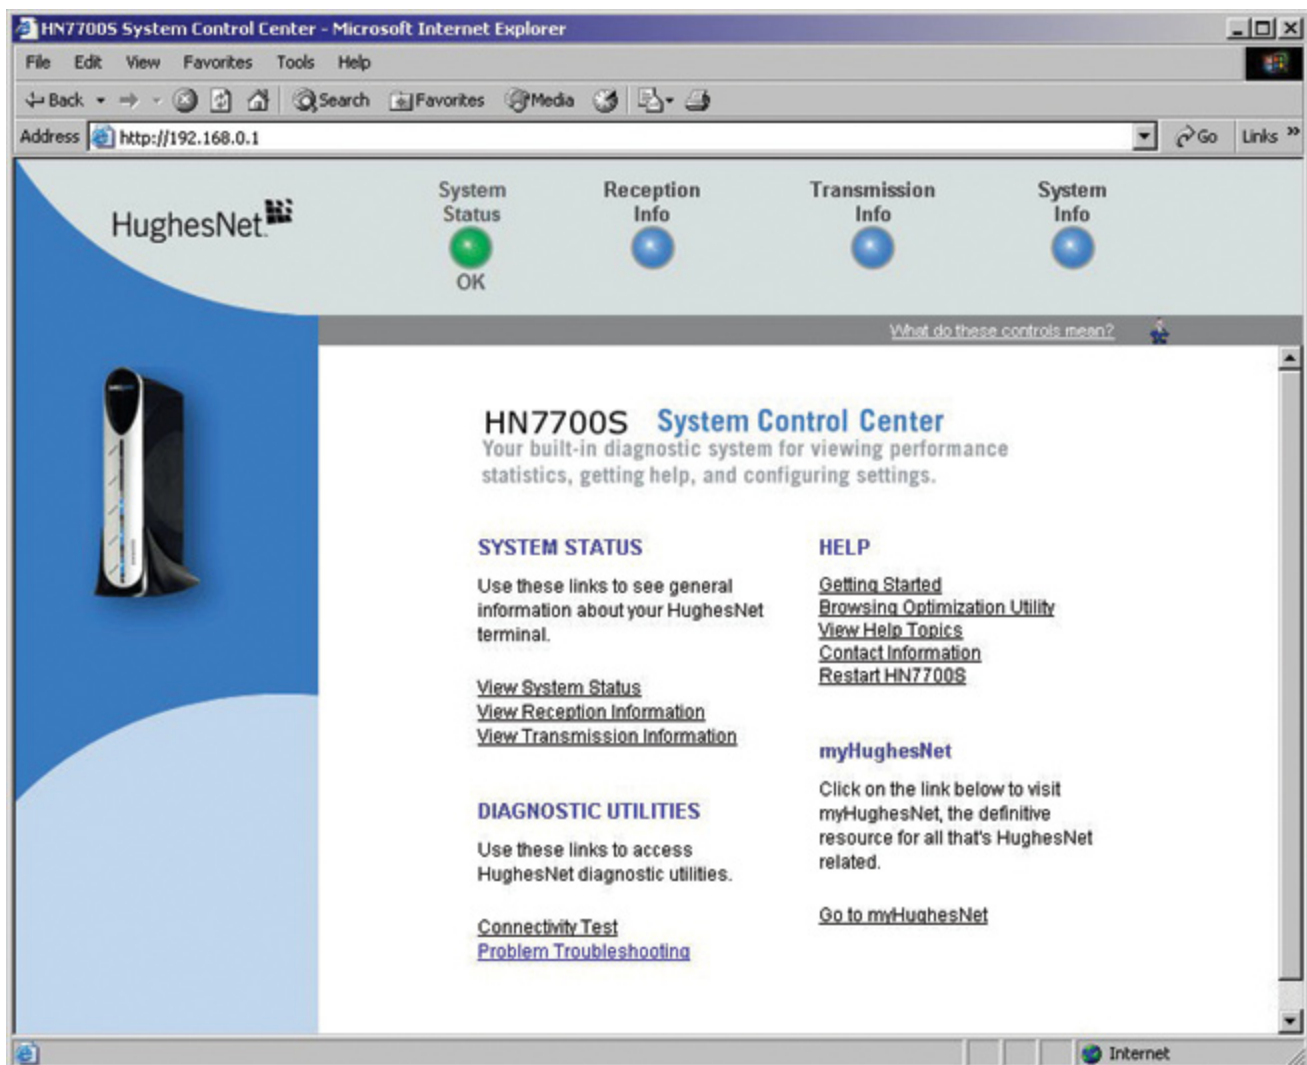 HN7700S System Control Center - Microsoft Internet Explorer
File Edit View Favorites Tools Help
Back Search Favorites Media
Address http://192.168.0.1 Go Links »
HughesNet.
System Status
OK
Reception Info
Transmission Info
System Info
What do these controls mean?
HN7700S System Control Center
Your built-in diagnostic system for viewing performance
statistics, getting help, and configuring settings.
SYSTEM STATUS
Use these links to see general
information about your HughesNet
terminal.
View System Status
View Reception Information
View Transmission Information
DIAGNOSTIC UTILITIES
Use these links to access
HughesNet diagnostic utilities.
Connectivity Test
Problem Troubleshooting
HELP
Getting Started
Browsing Optimization Utility
View Help Topics
Contact Information
Restart HN7700S
myHughesNet
Click on the link below to visit
myHughesNet, the definitive
resource for all that's HughesNet
related.
Go to myHughesNet
Internet